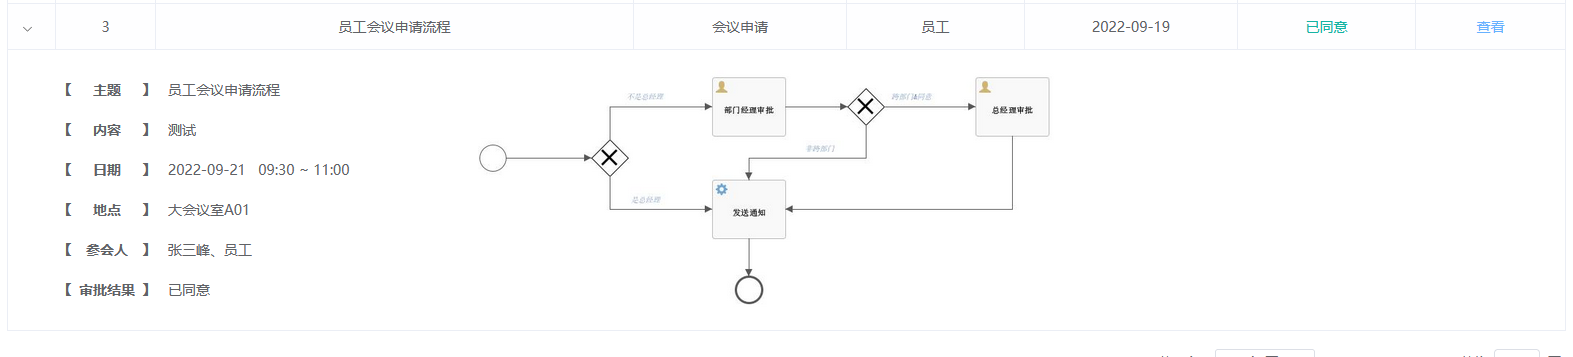 3 员工会议申请流程 会议申请 员工 2022-09-19 已同意 查看
【 主题 】 员工会议申请流程
【 内容 】 测试
【 日期 】 2022-09-21 09:30 ~ 11:00
【 地点 】 大会议室A01
【 参会人 】 张三峰、员工
【 审批结果 】 已同意
不是总经理
部门经理审批
跨部门&同意
总经理审批
非跨部门
是总经理
发送通知